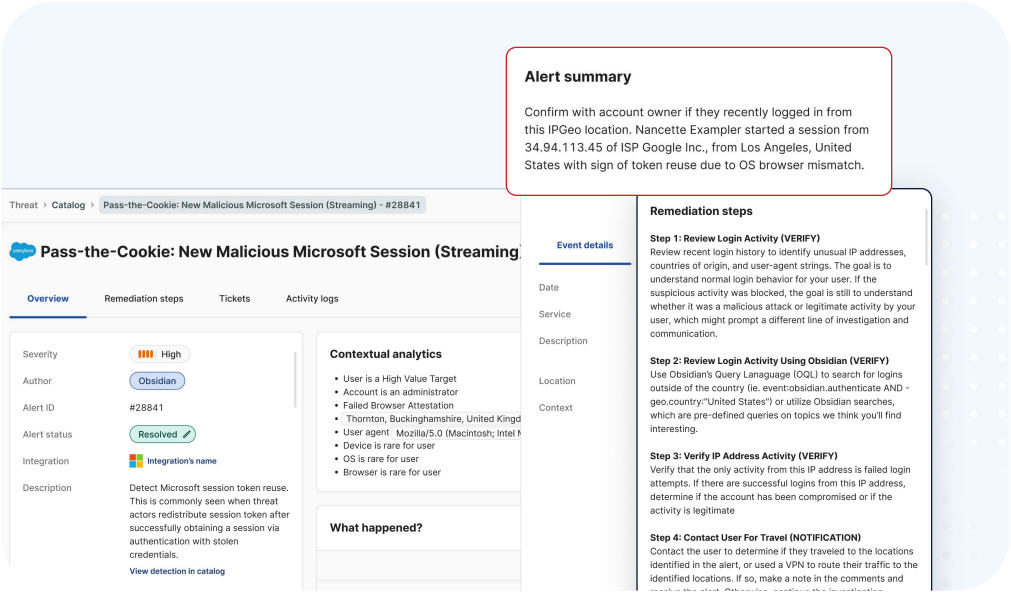 Alert summary
Confirm with account owner if they recently logged in from
this IPGeo location. Nancette Exampler started a session from
34.94.113.45 of ISP Google Inc., from Los Angeles, United
States with sign of token reuse due to OS browser mismatch.
Threat > Catalog > Pass-the-Cookie: New Malicious Microsoft Session (Streaming) - #28841
salesforce
Pass-the-Cookie: New Malicious Microsoft Session (Streaming)
Overview
Remediation steps
Tickets
Activity logs
Severity
High
Author
Obsidian
Alert ID
#28841
Alert status
Resolved
Integration
Integration's name
Description
Detect Microsoft session token reuse.
This is commonly seen when threat
actors redistribute session token after
successfully obtaining a session via
authentication with stolen
credentials.
View detection in catalog
Contextual analytics
• User is a High Value Target
• Account is an administrator
• Failed Browser Attestation
• Thornton, Buckinghamshire, United Kingd
• User agent Mozilla/5.0 (Macintosh; Intel M
• Device is rare for user
• OS is rare for user
• Browser is rare for user
What happened?
Event details
Date
Service
Description
Location
Context
Remediation steps
Step 1: Review Login Activity (VERIFY)
Review recent login history to identify unusual IP addresses,
countries of origin, and user-agent strings. The goal is to
understand normal login behavior for your user. If the
suspicious activity was blocked, the goal is still to understand
whether it was a malicious attack or legitimate activity by your
user, which might prompt a different line of investigation and
communication.
Step 2: Review Login Activity Using Obsidian (VERIFY)
Use Obsidian's Query Lanaguage (OQL) to search for logins
outside of the country (ie. event:obsidian.authenticate AND -
geo.country:"United States") or utilize Obsidian searches,
which are pre-defined queries on topics we think you'll find
interesting.
Step 3: Verify IP Address Activity (VERIFY)
Verify that the only activity from this IP address is failed login
attempts. If there are successful logins from this IP address,
determine if the account has been compromised or if the
activity is legitimate
Step 4: Contact User For Travel (NOTIFICATION)
Contact the user to determine if they traveled to the locations
identified in the alert, or used a VPN to route their traffic to the
identified locations. If so, make a note in the comments and